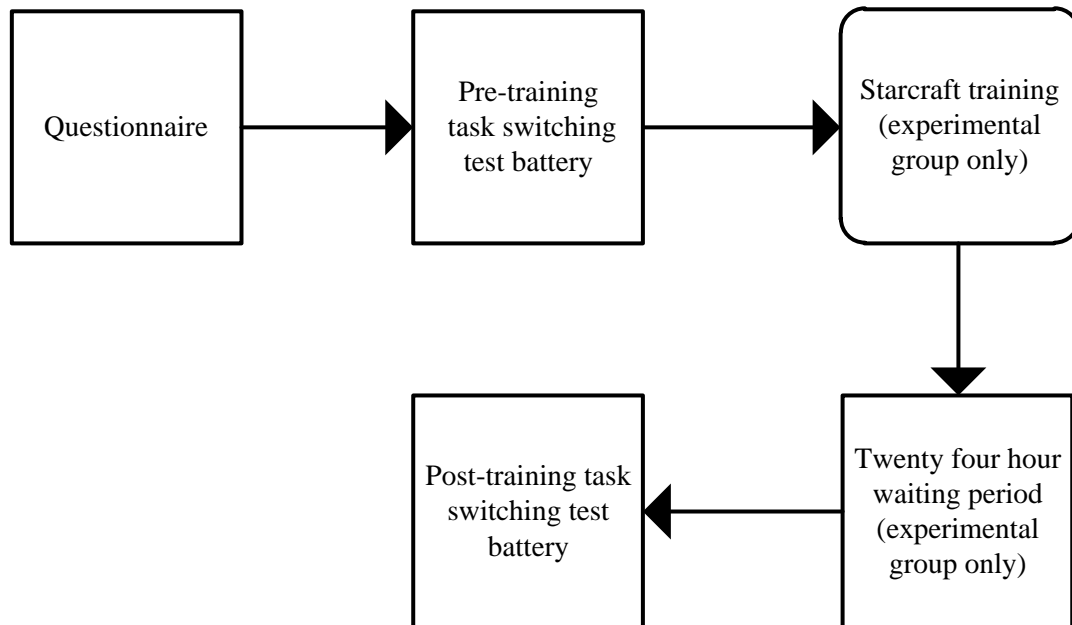 Questionnaire
Pre-training
task switching
test battery
Starcraft training
(experimental
group only)
Twenty four hour
waiting period
(experimental
group only)
Post-training task
switching test
battery